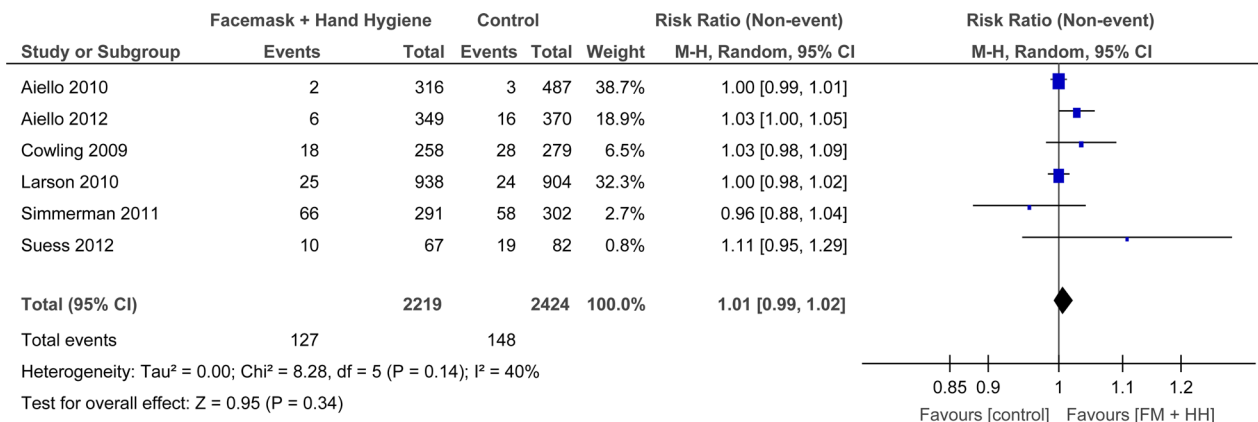 Facemask + Hand Hygiene Control Risk Ratio (Non-event) Risk Ratio (Non-event)
Study or Subgroup Events Total Events Total Weight M-H, Random, 95% CI M-H, Random, 95% CI
Aiello 2010 2 316 3 487 38.7% 1.00 [0.99, 1.01]
Aiello 2012 6 349 16 370 18.9% 1.03 [1.00, 1.05]
Cowling 2009 18 258 28 279 6.5% 1.03 [0.98, 1.09]
Larson 2010 25 938 24 904 32.3% 1.00 [0.98, 1.02]
Simmerman 2011 66 291 58 302 2.7% 0.96 [0.88, 1.04]
Suess 2012 10 67 19 82 0.8% 1.11 [0.95, 1.29]
Total (95% CI) 2219 2424 100.0% 1.01 [0.99, 1.02]
Total events 127 148
Heterogeneity: Tau² = 0.00; Chi² = 8.28, df = 5 (P = 0.14); I² = 40%
Test for overall effect: Z = 0.95 (P = 0.34)
0.85 0.9 1 1.1 1.2
Favours [control] Favours [FM + HH]